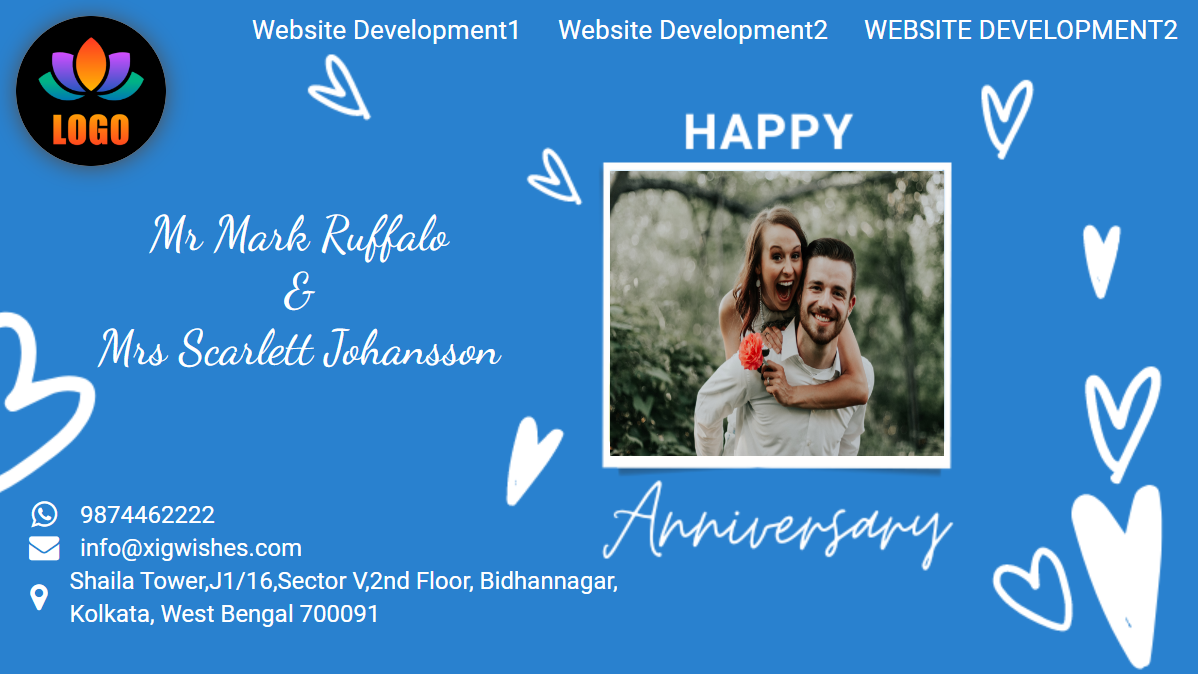 Website Development1 Website Development2 WEBSITE DEVELOPMENT2
LOGO
HAPPY
Mr Mark Ruffalo
&
Mrs Scarlett Johansson
Anniversary
9874462222
info@xigwishes.com
Shaila Tower,J1/16,Sector V,2nd Floor, Bidhannagar,
Kolkata, West Bengal 700091